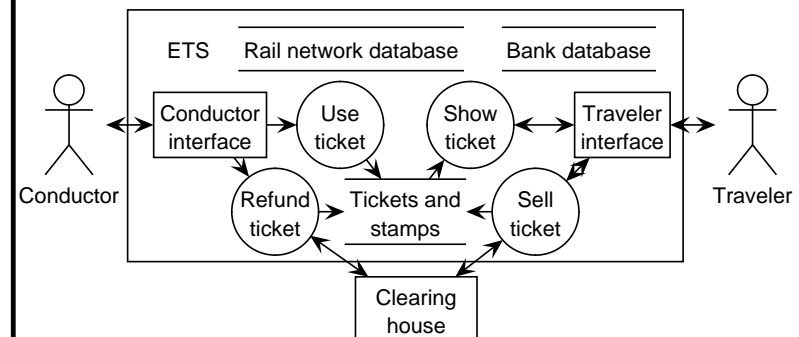 ETS
Rail network database
Bank database
Conductor
interface
Use
ticket
Show
ticket
Traveler
interface
Conductor
Traveler
Refund
ticket
Tickets and
stamps
Sell
ticket
Clearing
house